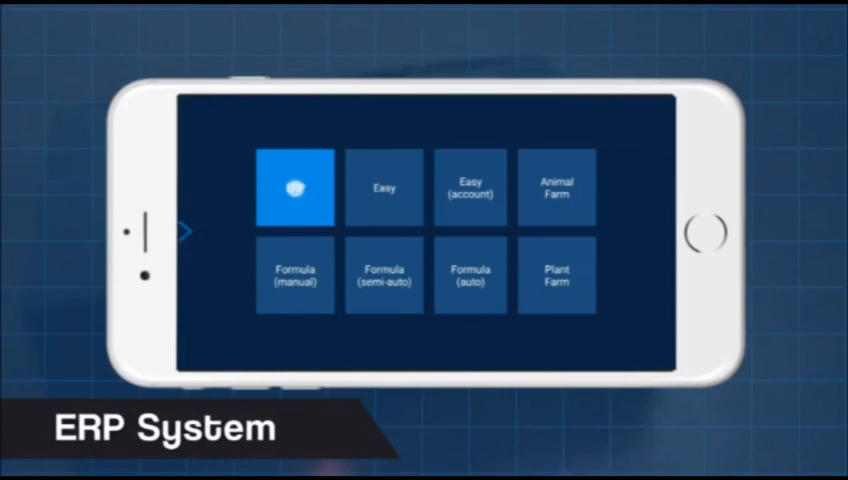 Easy
Easy
(account)
Animal
Farm
Formula
(manual)
Formula
(semi-auto)
Formula
(auto)
Plant
Farm
ERP System